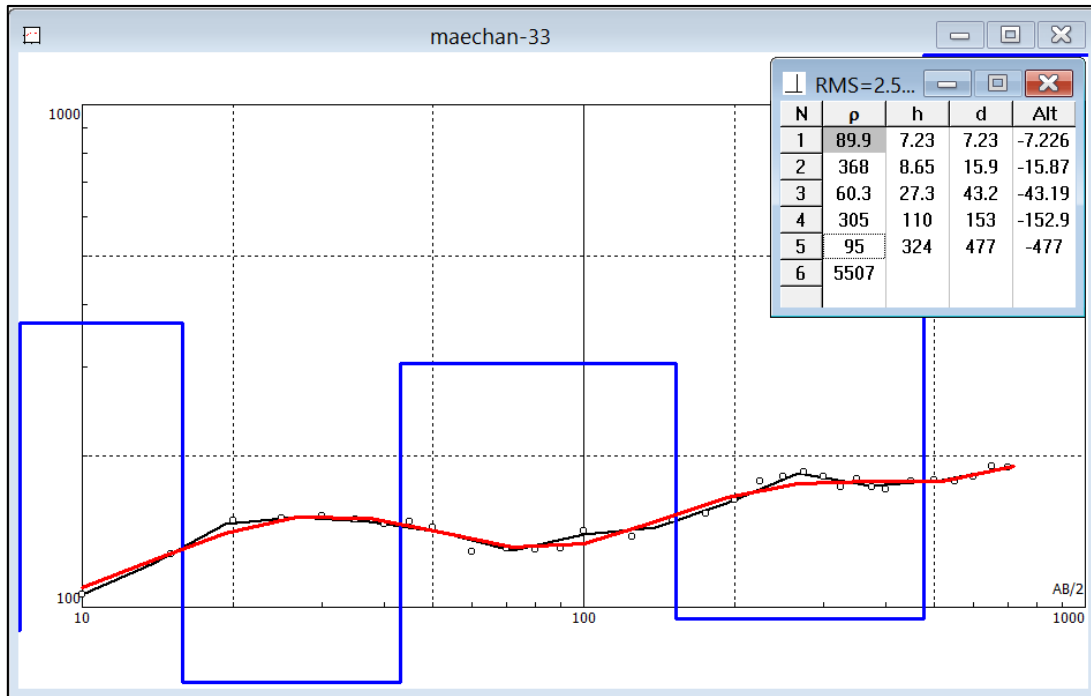 maechan-33
RMS=2.5...
N ρ h d Alt
1 89.9 7.23 7.23 -7.226
2 368 8.65 15.9 -15.87
3 60.3 27.3 43.2 -43.19
4 305 110 153 -152.9
5 95 324 477 -477
6 5507
1000
100
AB/2
10 100 1000